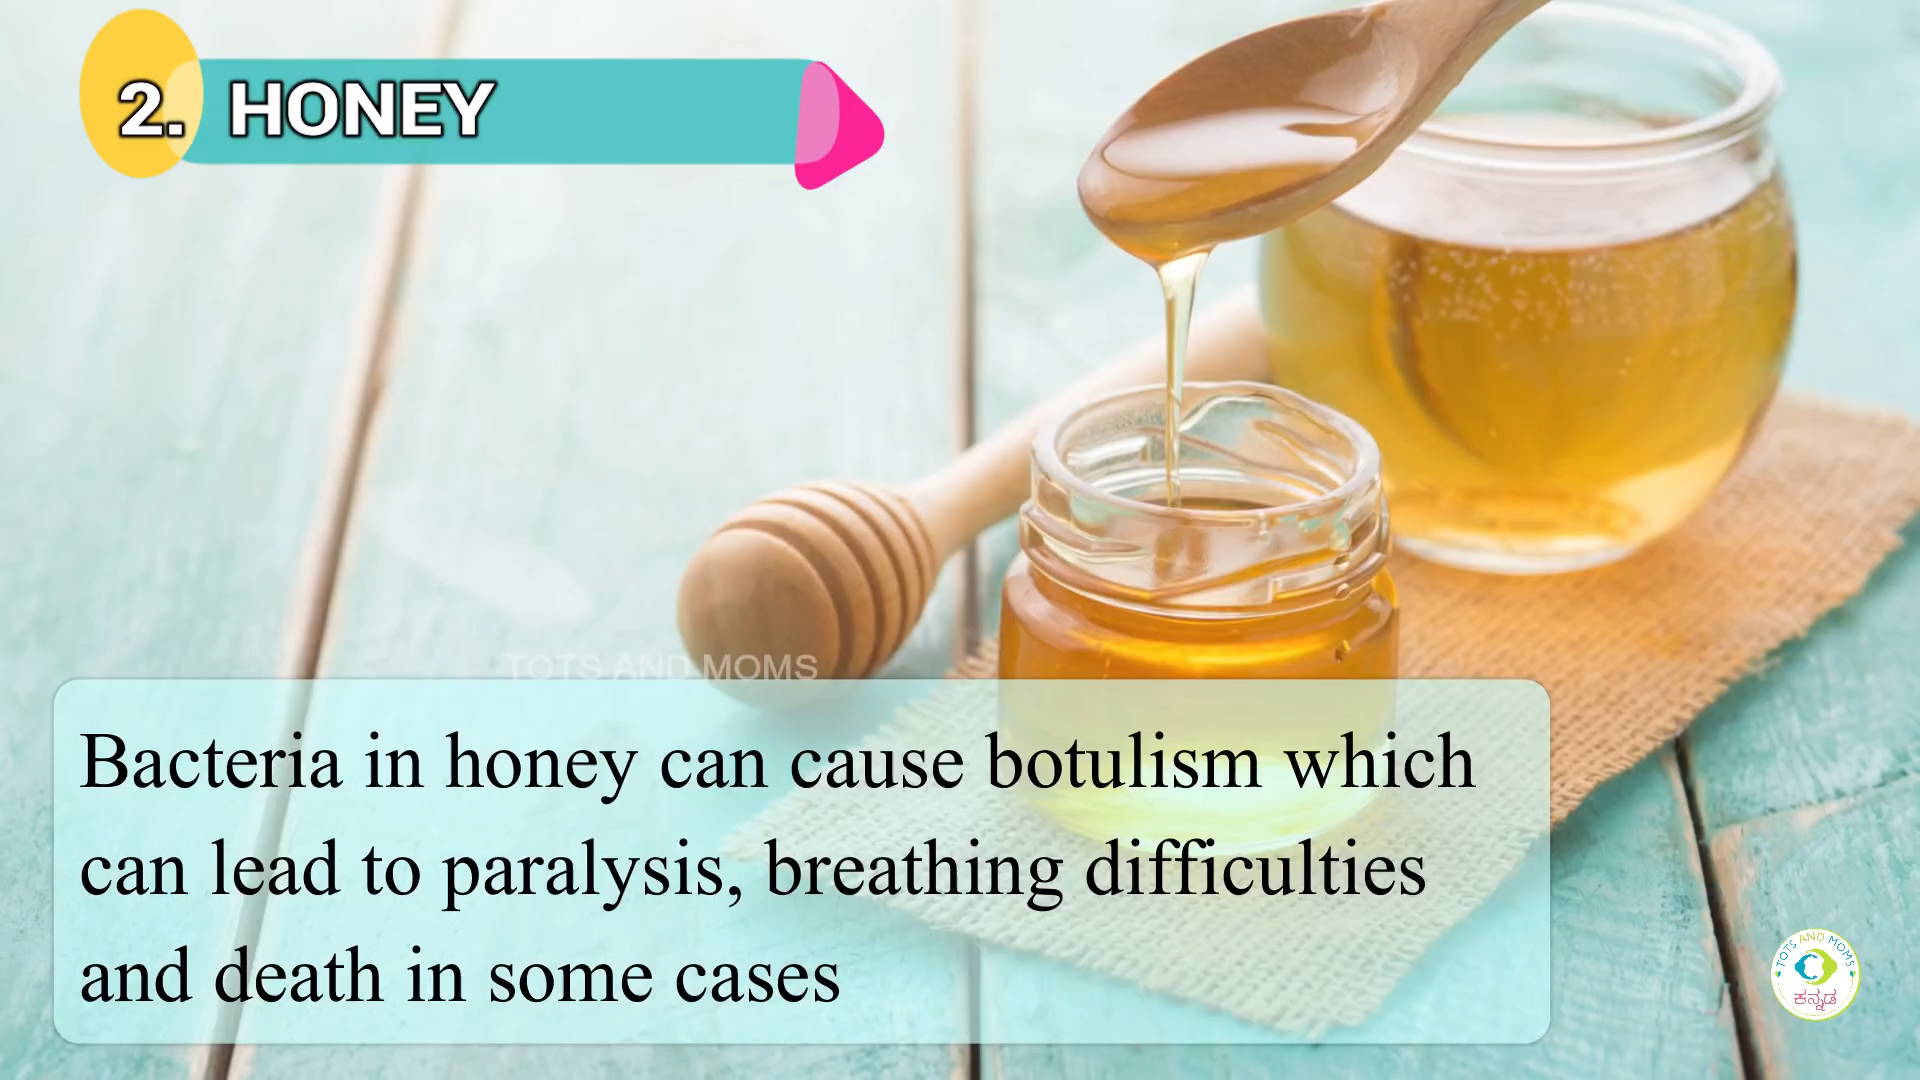 2. HONEY
TOTS AND MOMS
Bacteria in honey can cause botulism which
can lead to paralysis, breathing difficulties
and death in some cases
TOTS AND MOMS
ಕನ್ನಡ